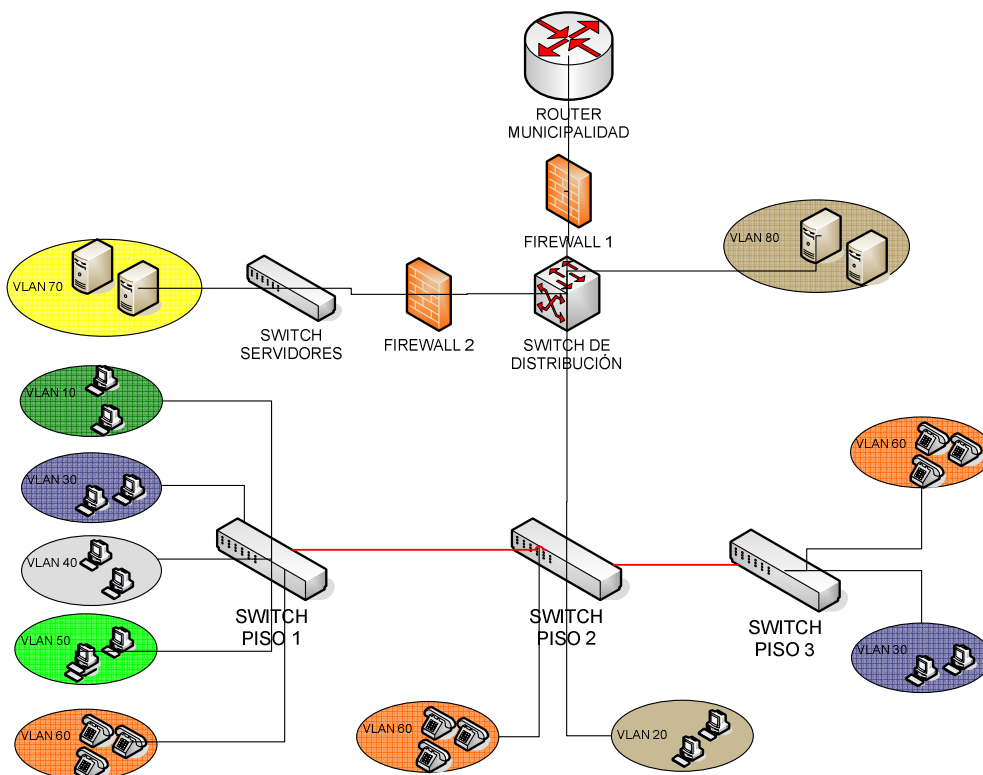 ROUTER
MUNICIPALIDAD
FIREWALL 1
VLAN 80
VLAN 70
SWITCH
SERVIDORES
FIREWALL 2
SWITCH DE
DISTRIBUCIÓN
VLAN 10
VLAN 30
VLAN 40
VLAN 50
VLAN 60
SWITCH
PISO 1
SWITCH
PISO 2
SWITCH
PISO 3
VLAN 60
VLAN 30
VLAN 60
VLAN 20